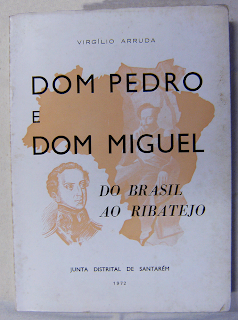 VIRGÍLIO ARRUDA
DOM PEDRO
E
DOM MIGUEL
DO BRASIL
AO RIBATEJO
JUNTA DISTRITAL DE SANTARÉM
1972